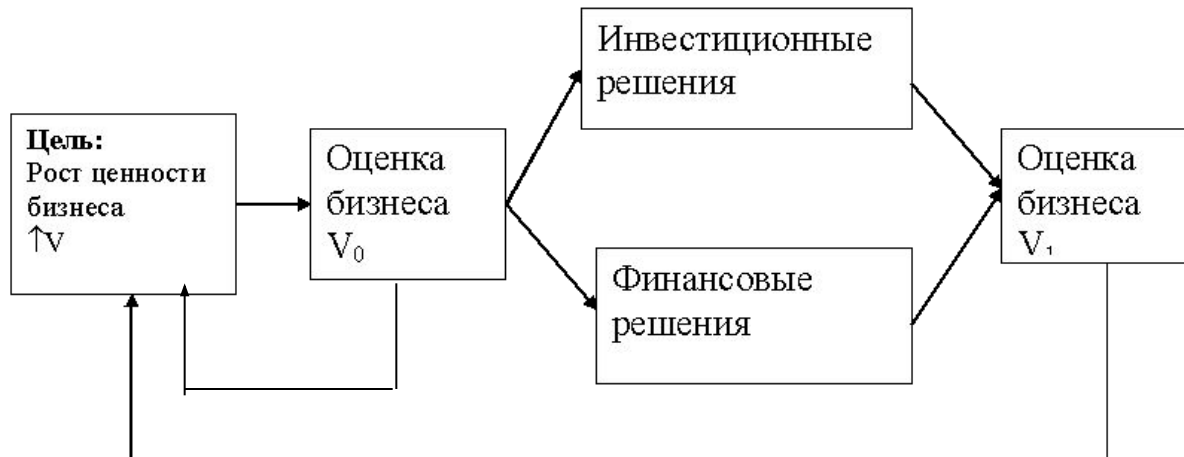 Цель:
Рост ценности
бизнеса
↑V
Оценка
бизнеса
V₀
Инвестиционные
решения
Финансовые
решения
Оценка
бизнеса
V₁